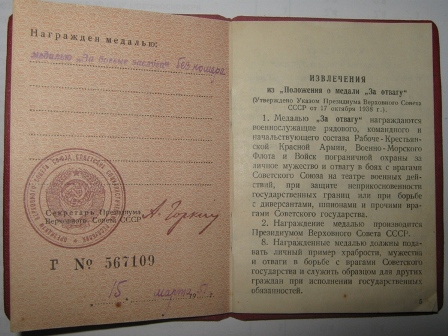 Награжден медалью:
медалью „За боевые заслуги"
Секретарь Президиума
Верховного Совета СССР
А. Горкин
Г № 567109
15 марта г.
ИЗВЛЕЧЕНИЯ
из „Положения о медали „За отвагу"
(Утверждено Указом Президиума Верховного Совета
СССР от 17 октября 1938 г.)
1. Медалью „За отвагу" награждаются
военнослужащие рядового, командного и
начальствующего состава Рабоче-Крестьян-
ской Красной Армии, Военно-Морского
Флота и Войск пограничной охраны за
личное мужество и отвагу в боях с врагами
Советского Союза на театре военных дей-
ствий, при защите неприкосновенности
государственных границ или при борьбе
с диверсантами, шпионами и прочими вра-
гами Советского государства.
2. Награждение медалью производится
Президиумом Верховного Совета СССР.
3. Награжденные медалью должны пода-
вать личный пример храбрости, мужества
и отваги в борьбе с врагами Советского
государства и служить образцом для других
граждан при исполнении государственных
обязанностей.